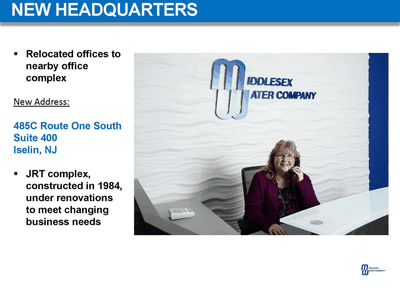 NEW HEADQUARTERS
▪ Relocated offices to
nearby office
complex
New Address:
485C Route One South
Suite 400
Iselin, NJ
▪ JRT complex,
constructed in 1984,
under renovations
to meet changing
business needs
MIDDLESEX
WATER COMPANY